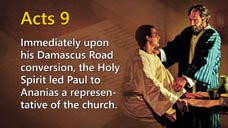 Acts 9
Immediately upon
his Damascus Road
conversion, the Holy
Spirit led Paul to
Ananias a represen-
tative of the church.